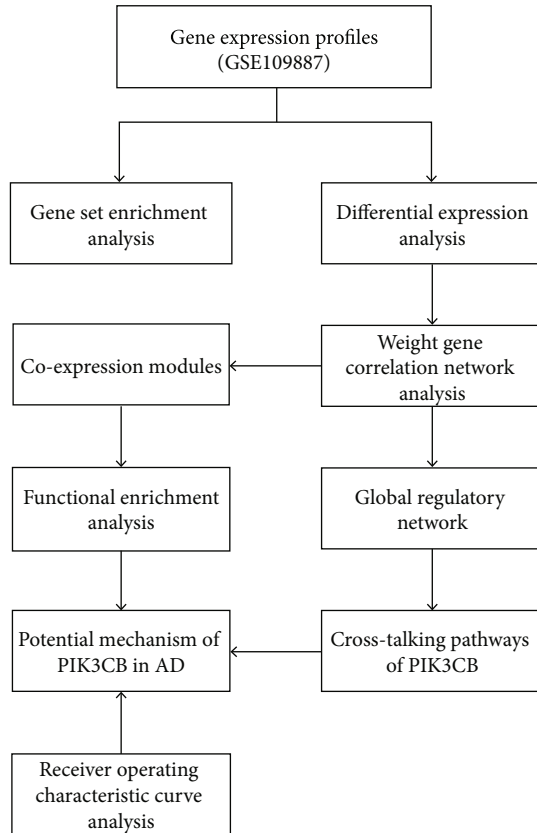 Gene expression profiles
(GSE109887)
Gene set enrichment
analysis
Differential expression
analysis
Co-expression modules
Weight gene
correlation network
analysis
Functional enrichment
analysis
Global regulatory
network
Potential mechanism of
PIK3CB in AD
Cross-talking pathways
of PIK3CB
Receiver operating
characteristic curve
analysis